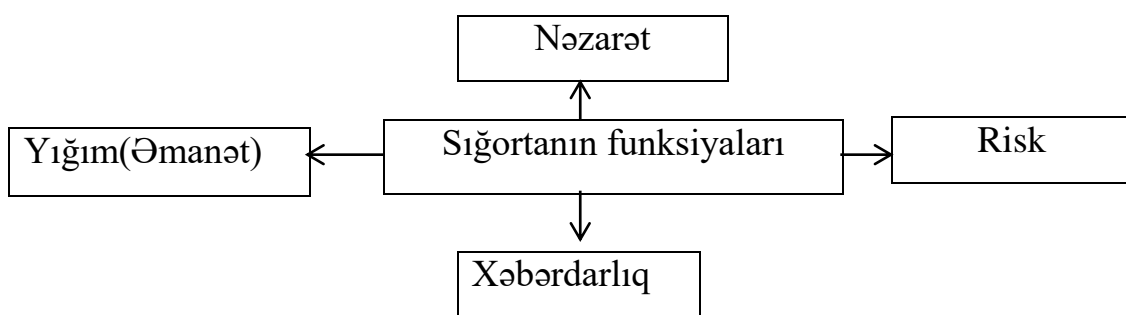 Nəzarət
Yığım(Əmanət)
Sığortanın funksiyaları
Risk
Xəbərdarlıq